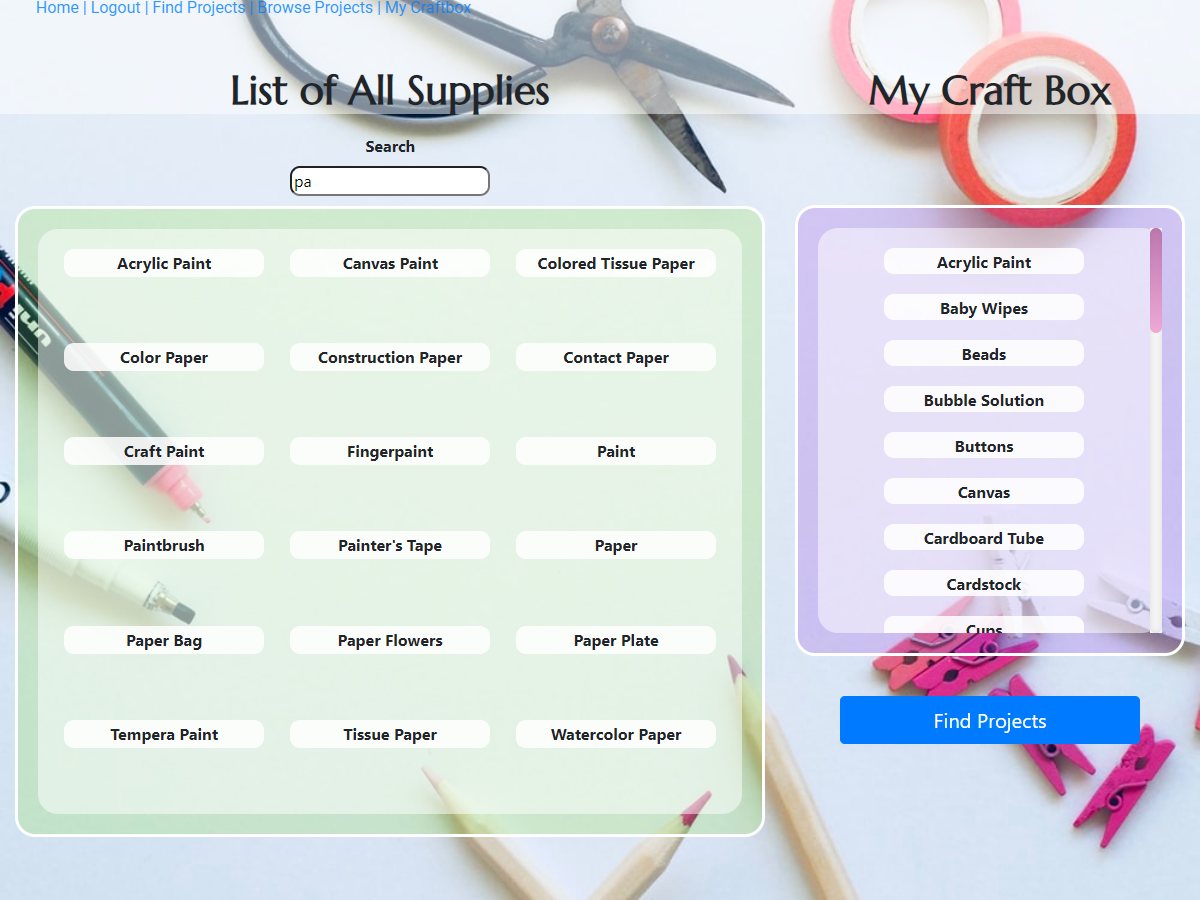 Home | Logout | Find Projects | Browse Projects | My Craftbox
List of All Supplies
Search
pa
Acrylic Paint
Canvas Paint
Colored Tissue Paper
Color Paper
Construction Paper
Contact Paper
Craft Paint
Fingerpaint
Paint
Paintbrush
Painter's Tape
Paper
Paper Bag
Paper Flowers
Paper Plate
Tempera Paint
Tissue Paper
Watercolor Paper
My Craft Box
Acrylic Paint
Baby Wipes
Beads
Bubble Solution
Buttons
Canvas
Cardboard Tube
Cardstock
Cups
Find Projects
uni